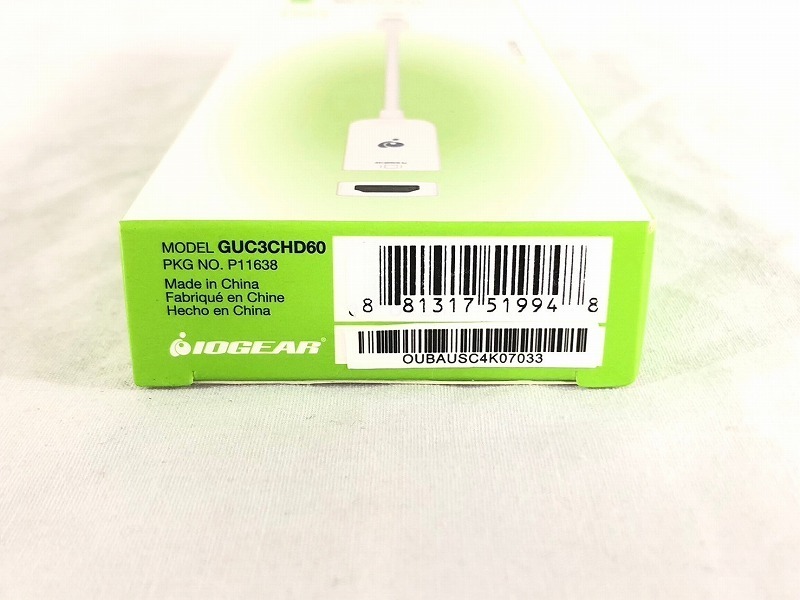 MODEL GUC3CHD60
PKG NO. P11638
Made in China
Fabriqué en Chine
Hecho en China
IOGEAR®
8 81317 51994 8
OUBAUSC4K07033